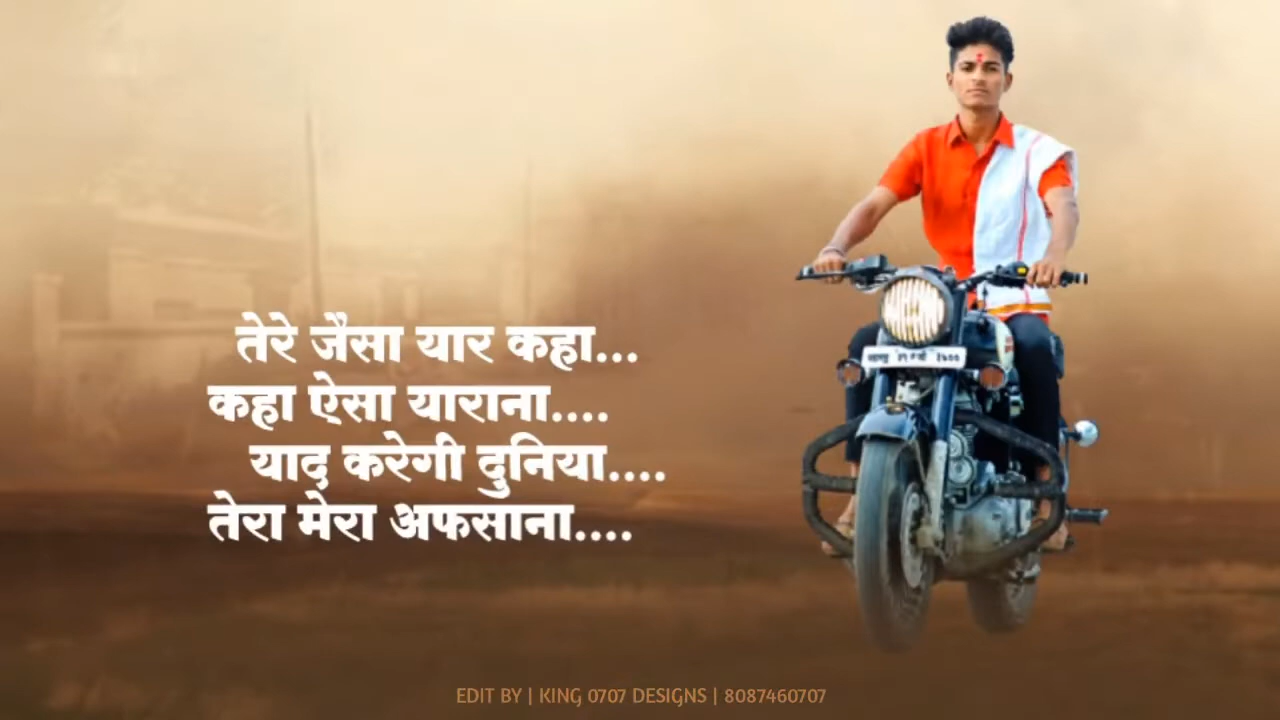 तेरे जैसा यार कहा...
कहा ऐसा याराना....
याद करेगी दुनिया....
तेरा मेरा अफसाना....
EDIT BY | KING 0707 DESIGNS | 8087460707